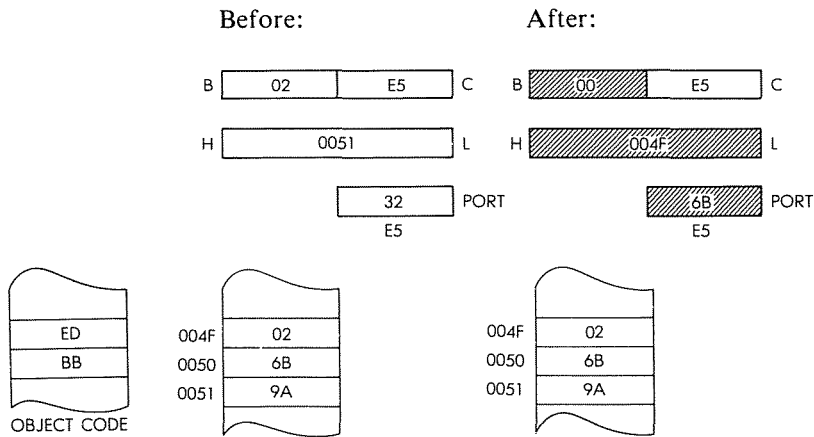 Before: After:
B 02 E5 C B 00 E5 C
H 0051 L H 004F L
32 PORT 6B PORT
E5 E5
ED 004F 02 004F 02
BB 0050 6B 0050 6B
0051 9A 0051 9A
OBJECT CODE